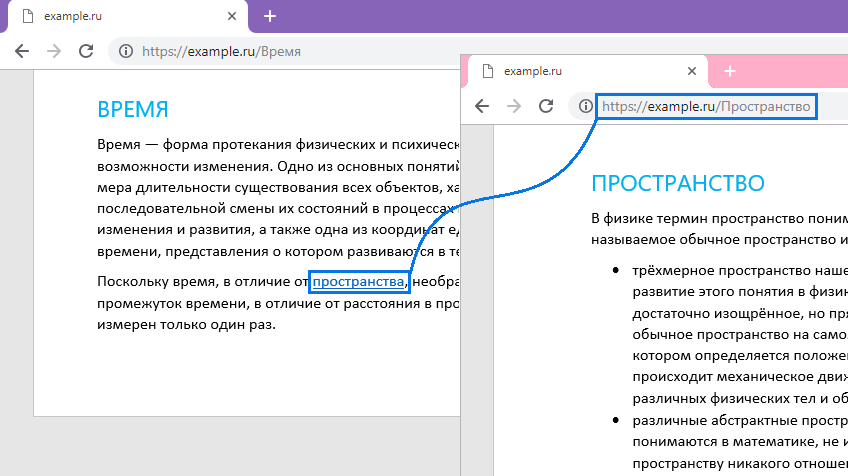 example.ru
https://example.ru/Время
ВРЕМЯ
Время — форма протекания физических и психичес
возможности изменения. Одно из основных понятий
мера длительности существования всех объектов, ха
последовательной смены их состояний в процессах
изменения и развития, а также одна из координат е
времени, представления о котором развиваются в те
Поскольку время, в отличие от пространства, необра
промежуток времени, в отличие от расстояния в про
измерен только один раз.
example.ru
https://example.ru/Пространство
ПРОСТРАНСТВО
В физике термин пространство поним
называемое обычное пространство и
• трёхмерное пространство наше
развитие этого понятия в физик
достаточно изощрённое, но пря
обычное пространство на само
котором определяется положе
происходит механическое движ
различных физических тел и об
• различные абстрактные простр
понимаются в математике, не и
пространству никакого отношен